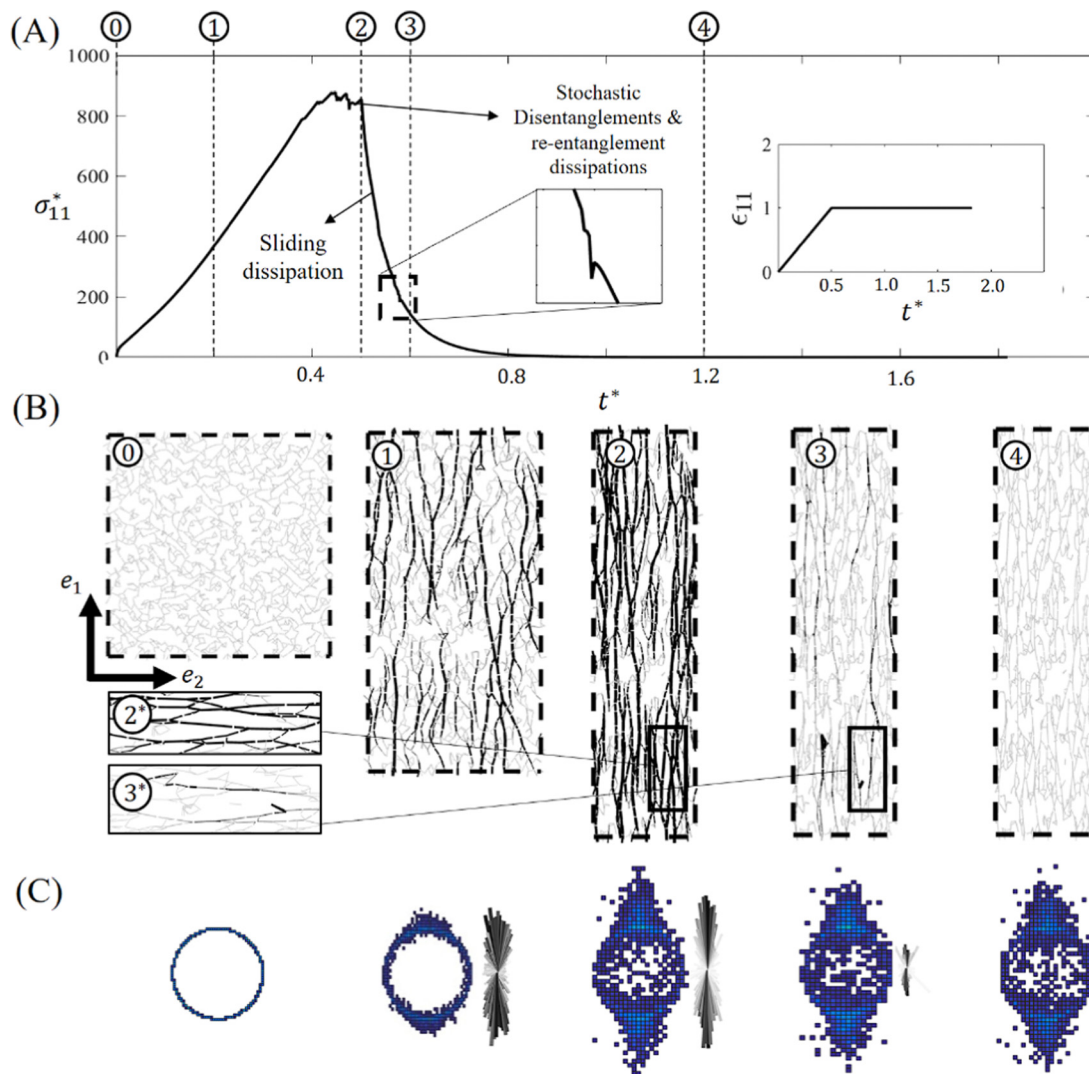 (A)
0
1
2
3
4
1000
800
600
400
200
0
σ*11
0.4
0.8
1.2
1.6
t*
Stochastic
Disentanglements &
re-entanglement
dissipations
Sliding
dissipation
2
1
0
ϵ11
0.5
1.0
1.5
2.0
t*
(B)
0
1
2
3
4
e1
e2
2*
3*
(C)